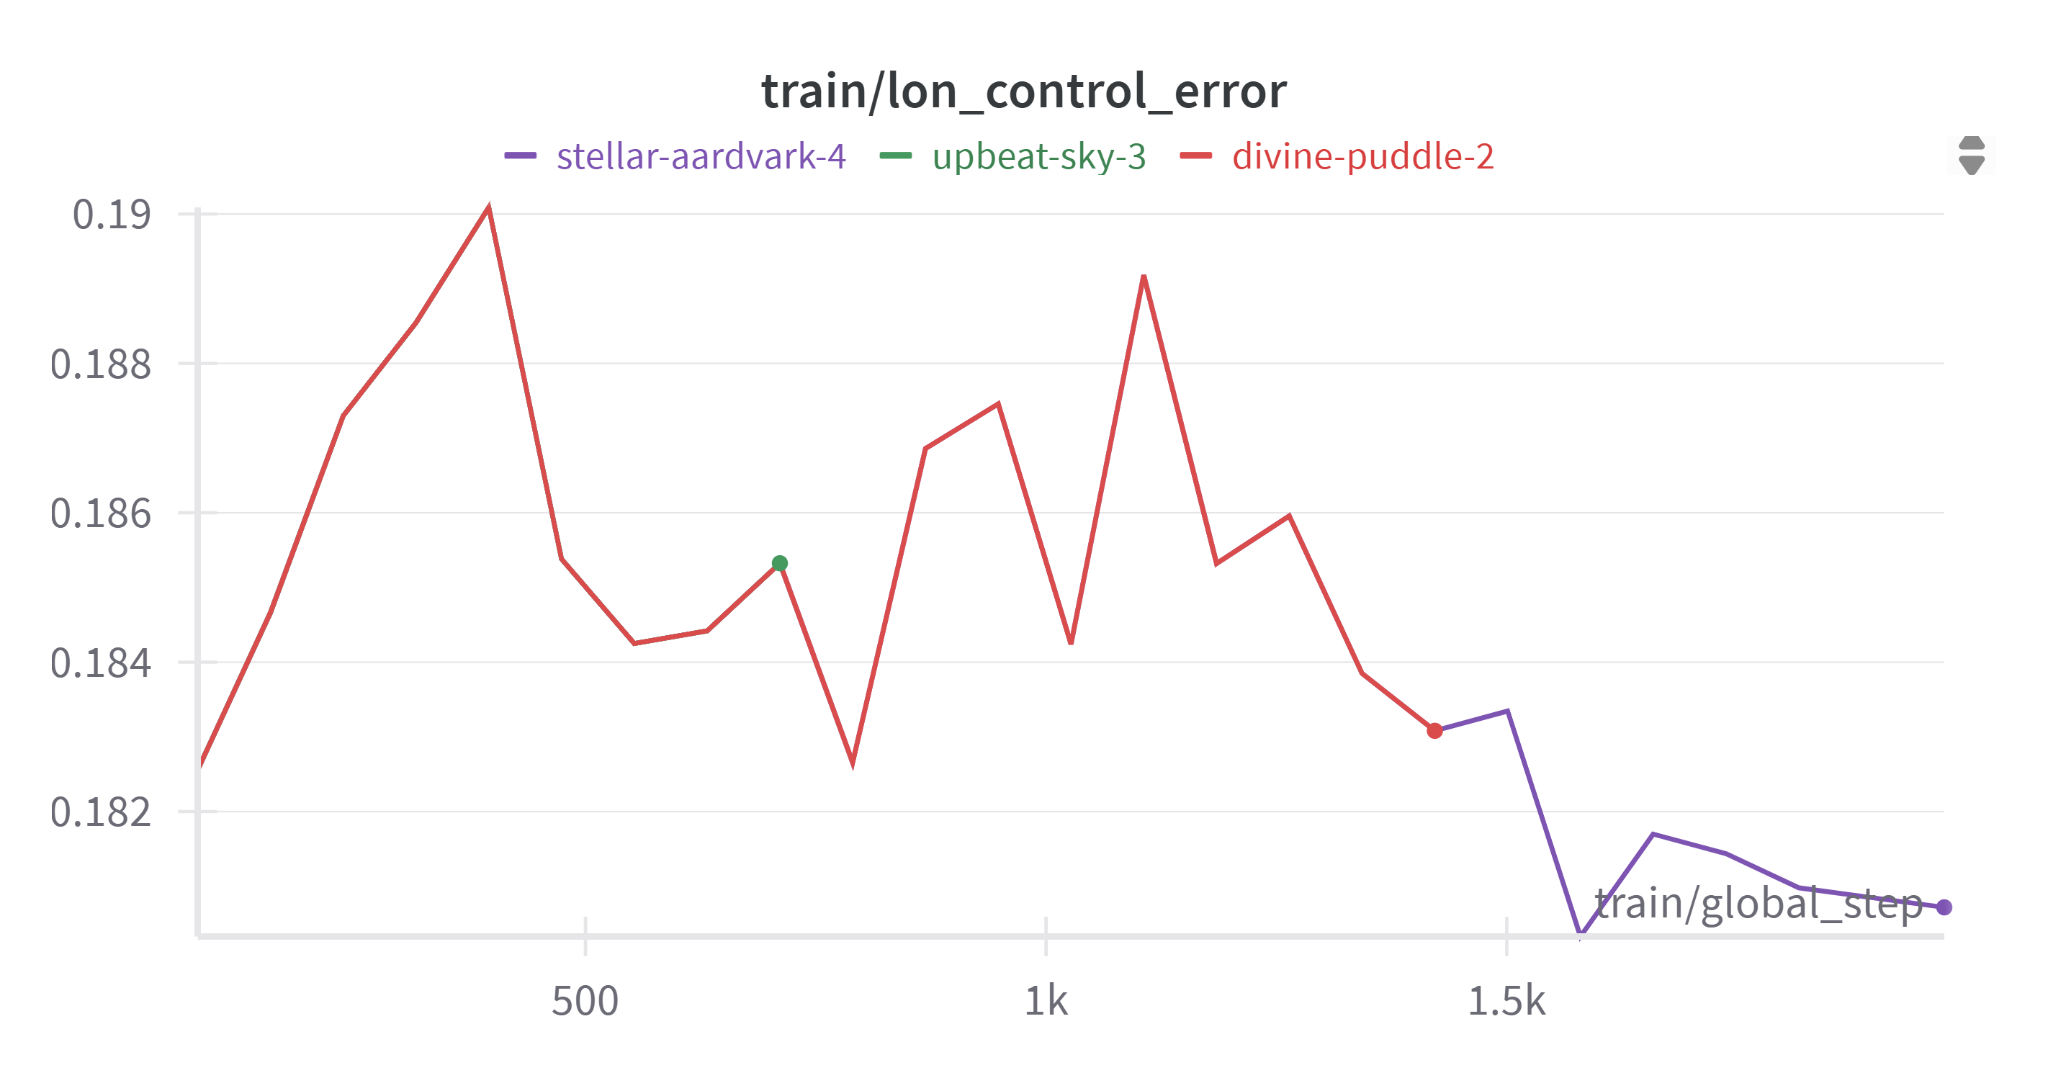 train/lon_control_error
stellar-aardvark-4 upbeat-sky-3 divine-puddle-2
0.19
0.188
0.186
0.184
0.182
train/global_step
500 1k 1.5k